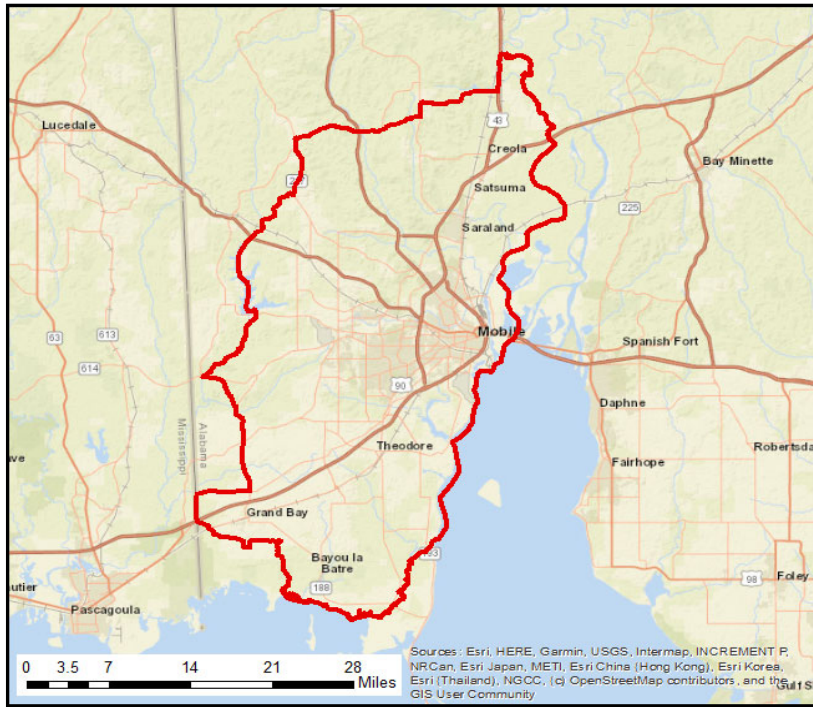 43
Lucedale
Creola
Bay Minette
Satsuma
225
Saraland
63
613
Mobile
Spanish Fort
614
90
Daphne
Mississippi
Alabama
Theodore
Robertsda
Fairhope
Grand Bay
Bayou la
Batre
188
98
Foley
Pascagoula
0 3.5 7 14 21 28
Miles
Sources: Esri, HERE, Garmin, USGS, Intermap, INCREMENT P,
NRCan, Esri Japan, METI, Esri China (Hong Kong), Esri Korea,
Esri (Thailand), NGCC, (c) OpenStreetMap contributors, and the
GIS User Community